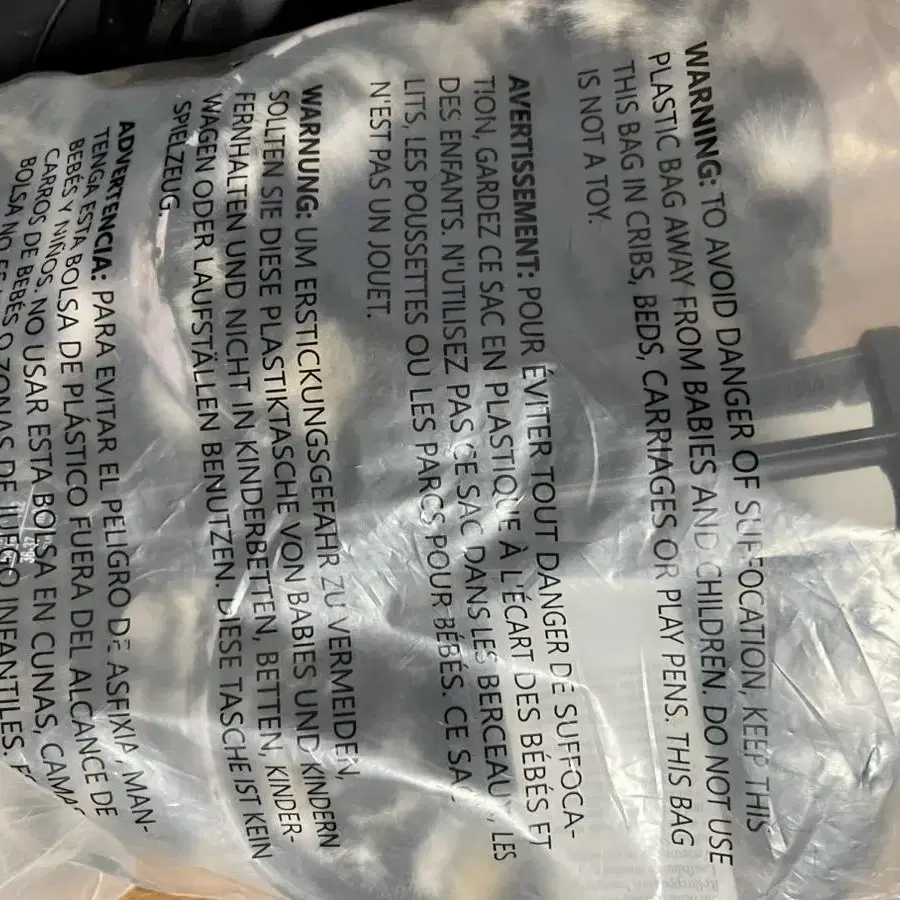 WARNING: TO AVOID DANGER OF SUFFOCATION, KEEP THIS
PLASTIC BAG AWAY FROM BABIES AND CHILDREN. DO NOT USE
THIS BAG IN CRIBS, BEDS, CARRIAGES OR PLAY PENS. THIS BAG
IS NOT A TOY.
AVERTISSEMENT: POUR ÉVITER TOUT DANGER DE SUFFOCA-
TION, GARDEZ CE SAC EN PLASTIQUE À L'ÉCART DES BÉBÉS ET
DES ENFANTS. N'UTILISEZ PAS CE SAC DANS LES BERCEAUX, LES
LITS, LES POUSSETTES OU LES PARCS POUR BÉBÉS. CE SAC
N'EST PAS UN JOUET.
WARNUNG: UM ERSTICKUNGSGEFAHR ZU VERMEIDEN,
SOLLTEN SIE DIESE PLASTIKTASCHE VON BABIES UND KINDERN
FERNHALTEN UND NICHT IN KINDERBETTEN, BETTEN, KINDER-
WAGEN ODER LAUFSTÄLLEN BENUTZEN. DIESE TASCHE IST KEIN
SPIELZEUG.
ADVERTENCIA: PARA EVITAR EL PELIGRO DE ASFIXIA, MAN-
TENGA ESTA BOLSA DE PLÁSTICO FUERA DEL ALCANCE DE
BEBÉS Y NIÑOS. NO USAR ESTA BOLSA EN CUNAS, CAMAS
CARROS DE BEBÉS O ZONAS DE JUEGO INFANTILES.
BOLSA NO ES